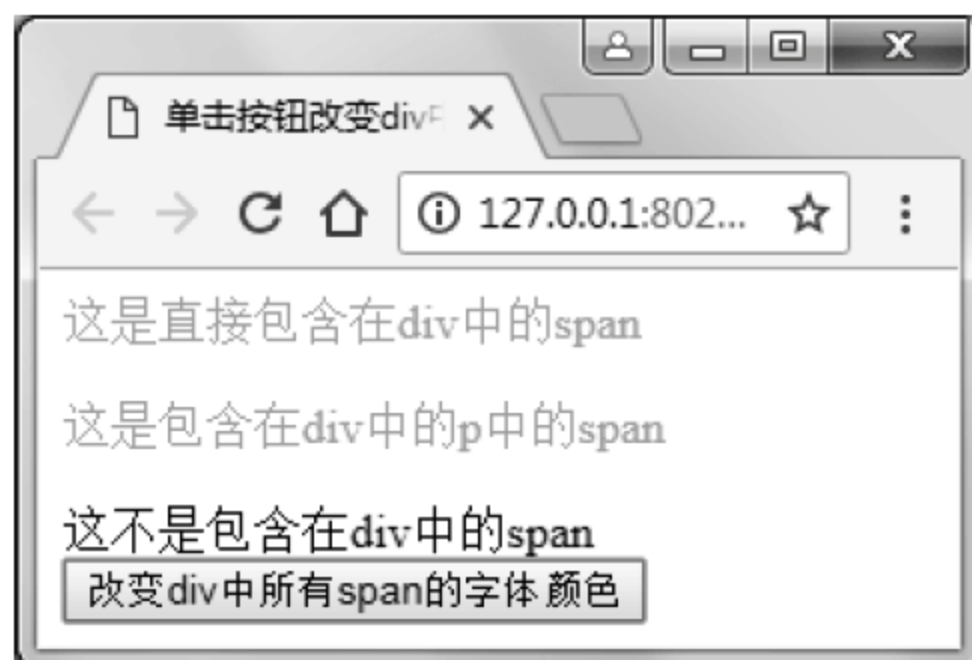 单击按钮改变div
127.0.0.1:802...
这是直接包含在div中的span
这是包含在div中的p中的span
这不是包含在div中的span
改变div中所有span的字体颜色